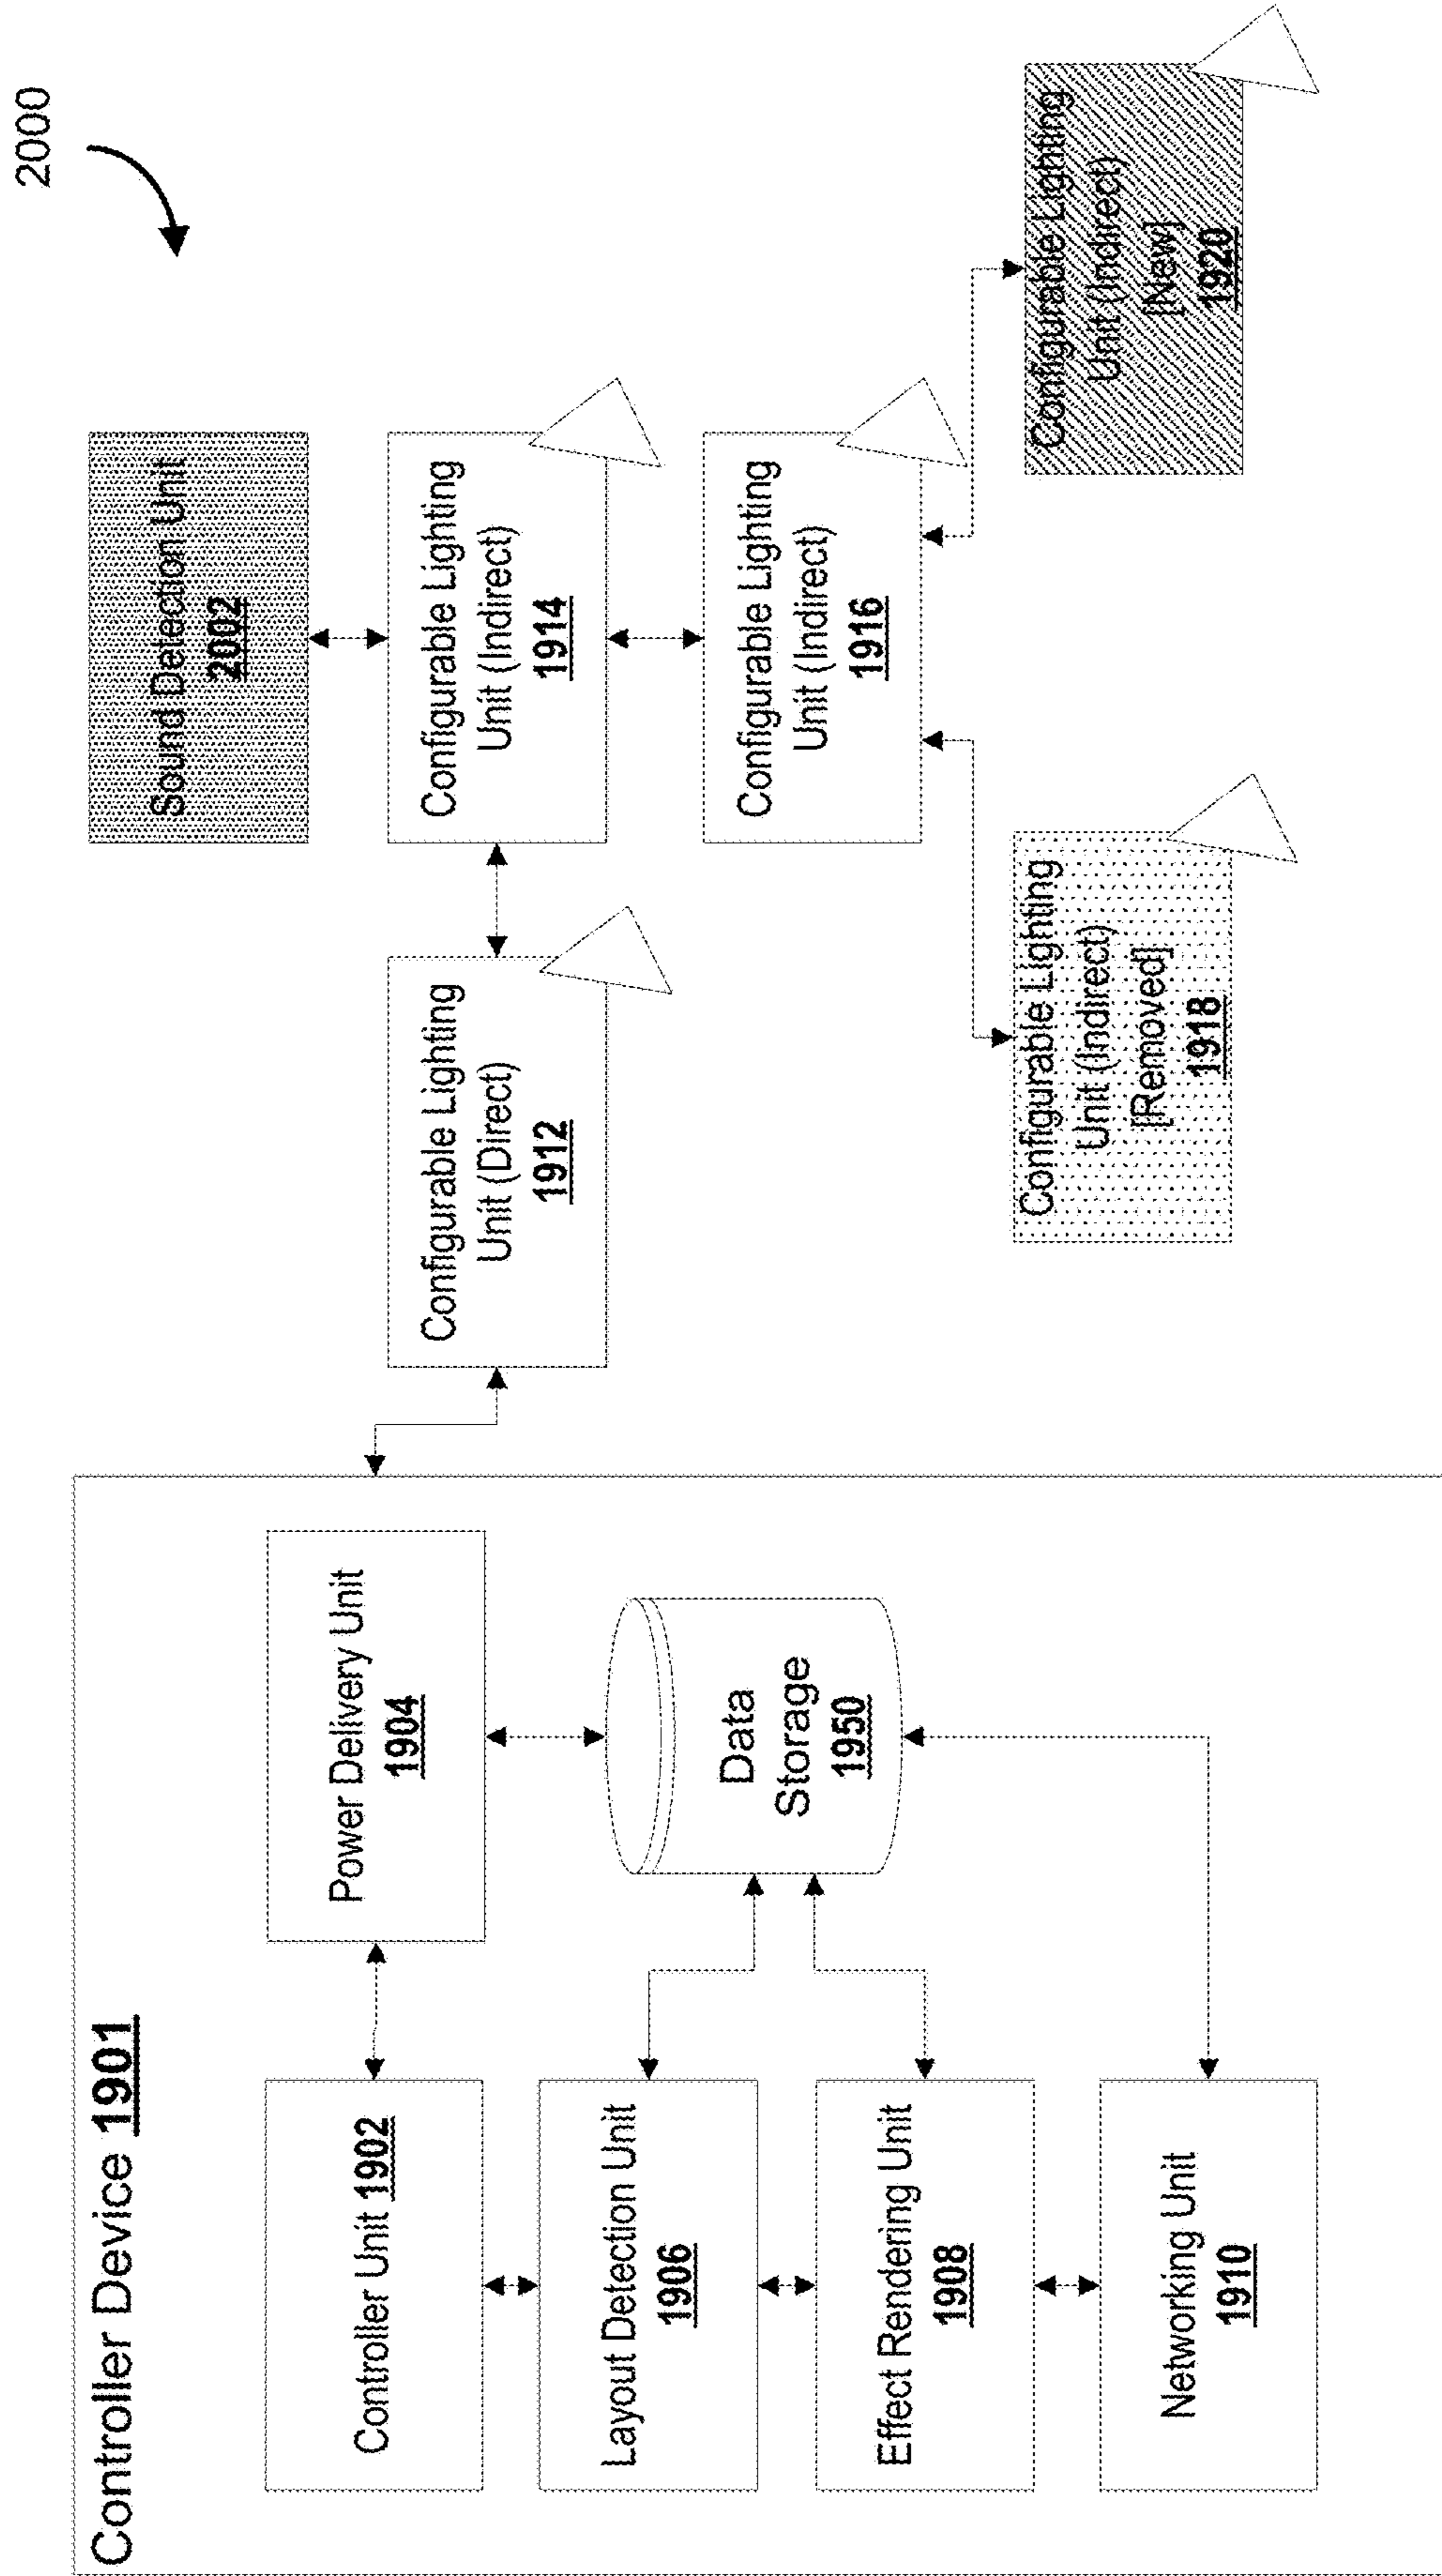 2000
Controller Device 1901
Controller Unit 1902
Power Delivery Unit
1904
Layout Detection Unit
1906
Data
Storage
1950
Effect Rendering Unit
1908
Networking Unit
1910
Configurable Lighting
Unit (Direct)
1912
Sound Detection Unit
2002
Configurable Lighting
Unit (Indirect)
1914
Configurable Lighting
Unit (Indirect)
1916
Configurable Lighting
Unit (Indirect)
[Removed]
1918
Configurable Lighting
Unit (Indirect)
[New]
1920